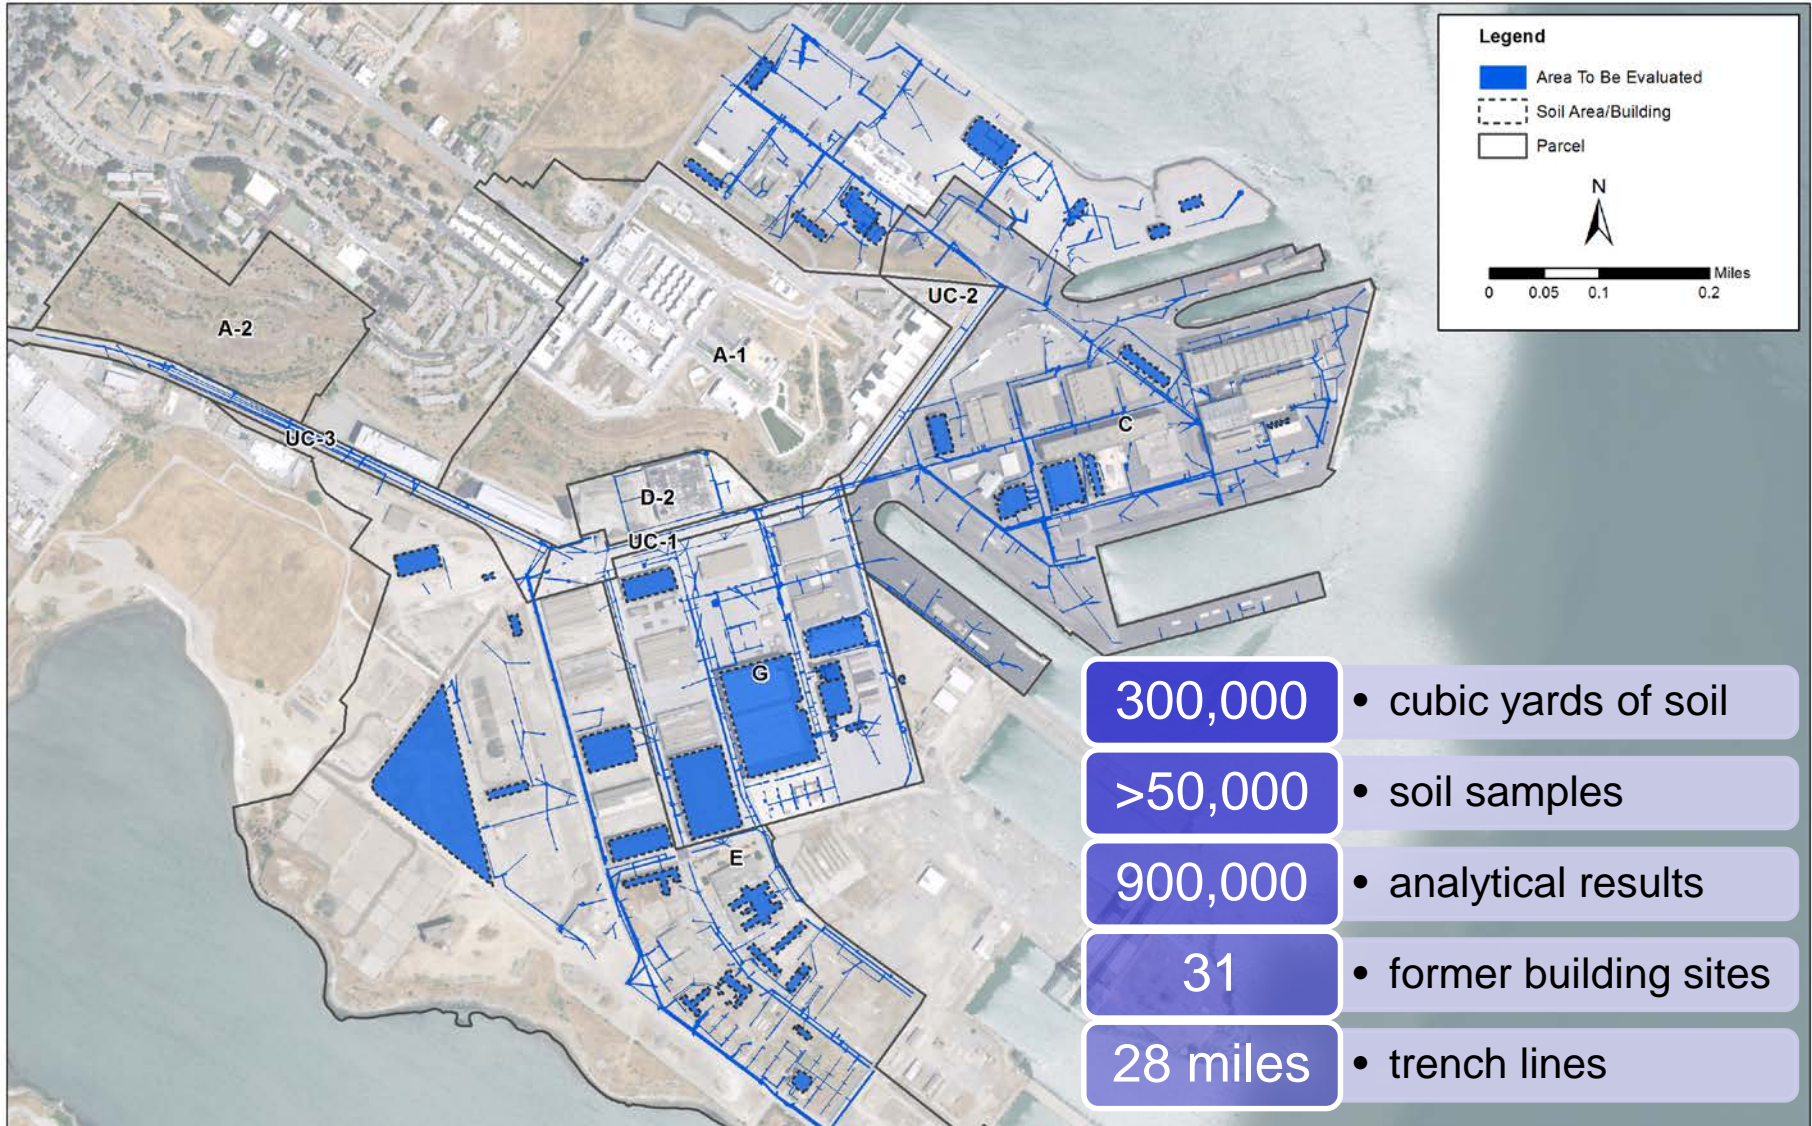 Legend
Area To Be Evaluated
Soil Area/Building
Parcel
N
Miles
0 0.05 0.1 0.2
UC-2
A-2
A-1
C
UC-3
D-2
UC-1
G
E
300,000 • cubic yards of soil
>50,000 • soil samples
900,000 • analytical results
31 • former building sites
28 miles • trench lines